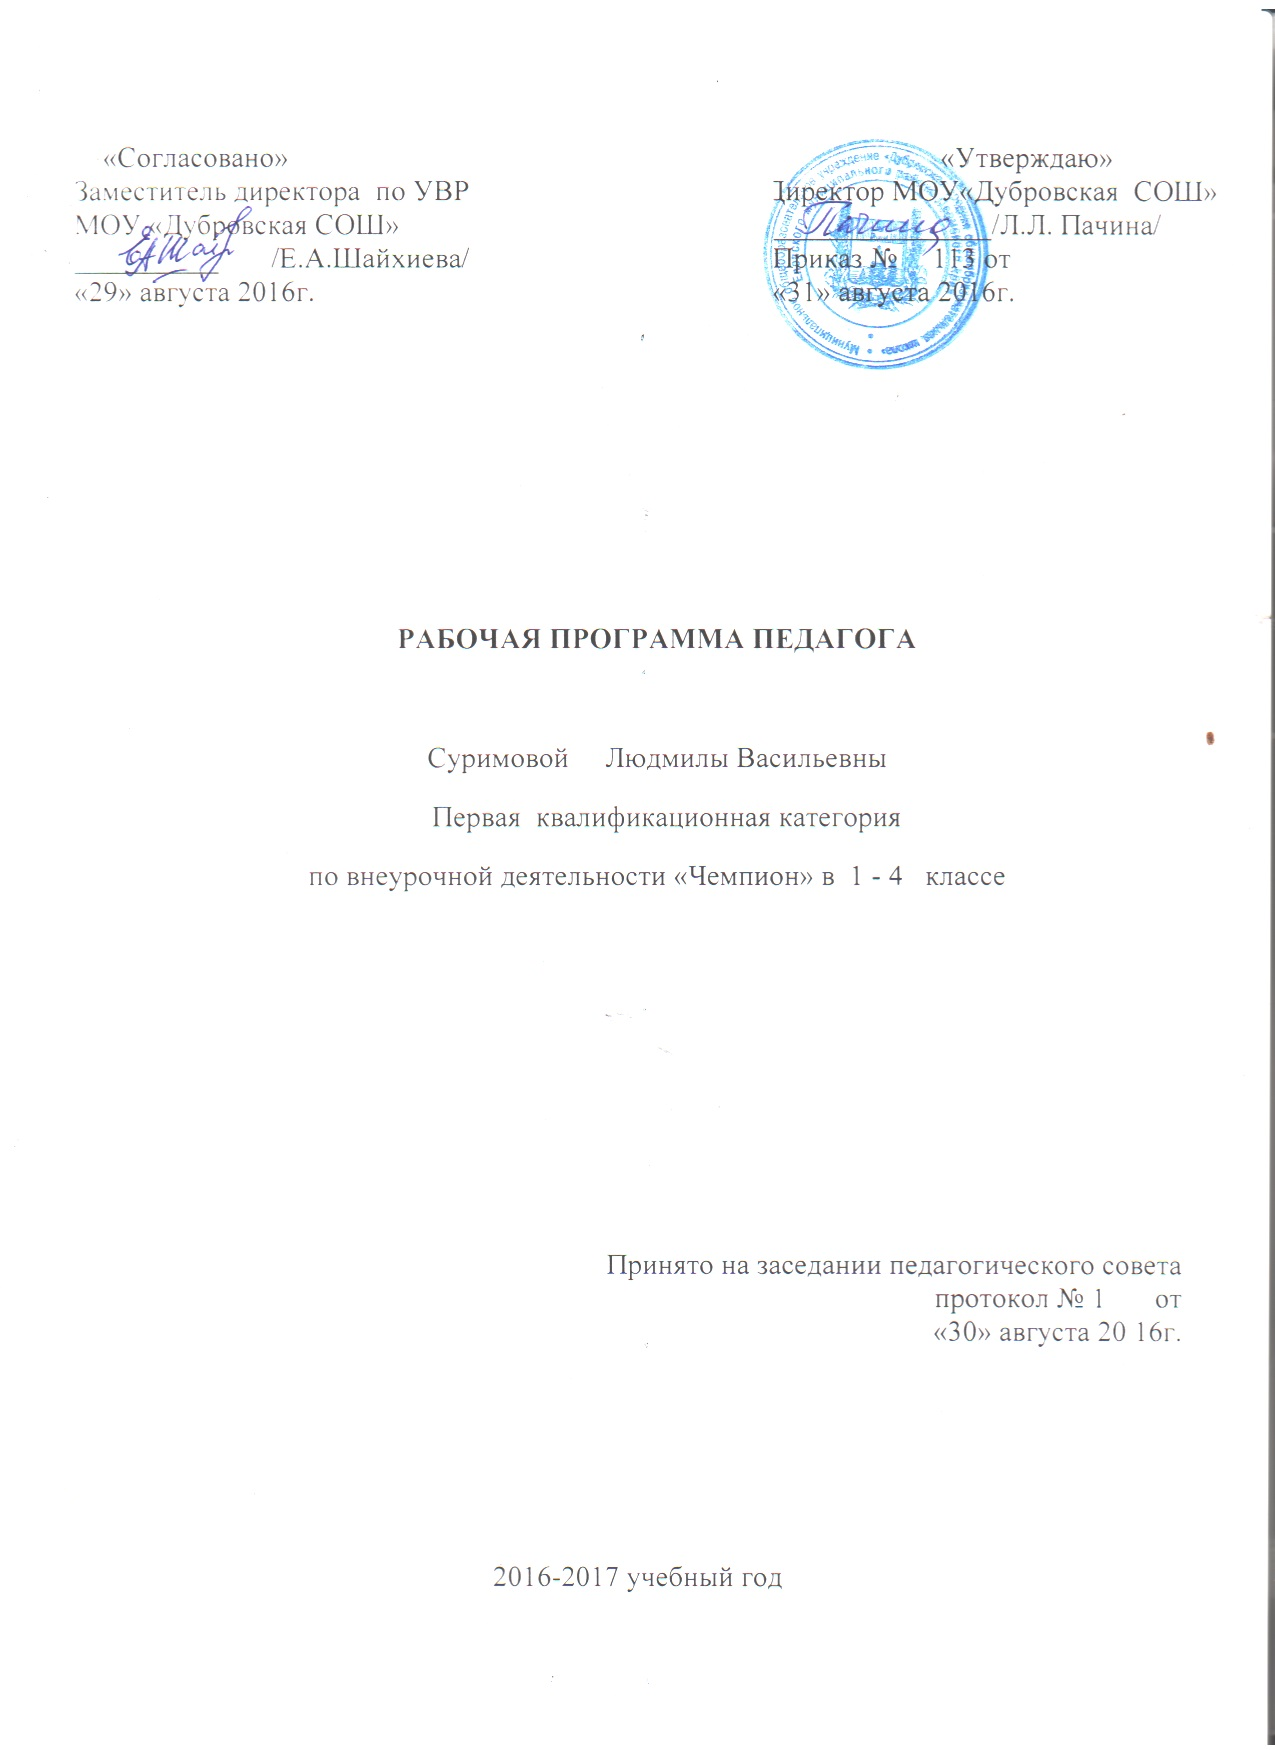 «Согласовано»
Заместитель директора по УВР
МОУ «Дубровская СОШ»
/Е.А.Шайхиева/
«29» августа 2016г.
«Утверждаю»
Директор МОУ«Дубровская СОШ»
/Л.Л. Пачина/
Приказ № 113 от
«31» августа 2016г.
РАБОЧАЯ ПРОГРАММА ПЕДАГОГА
Суримовой Людмилы Васильевны
Первая квалификационная категория
по внеурочной деятельности «Чемпион» в 1 - 4 классе
Принято на заседании педагогического совета
протокол № 1 от
«30» августа 20 16г.
2016-2017 учебный год